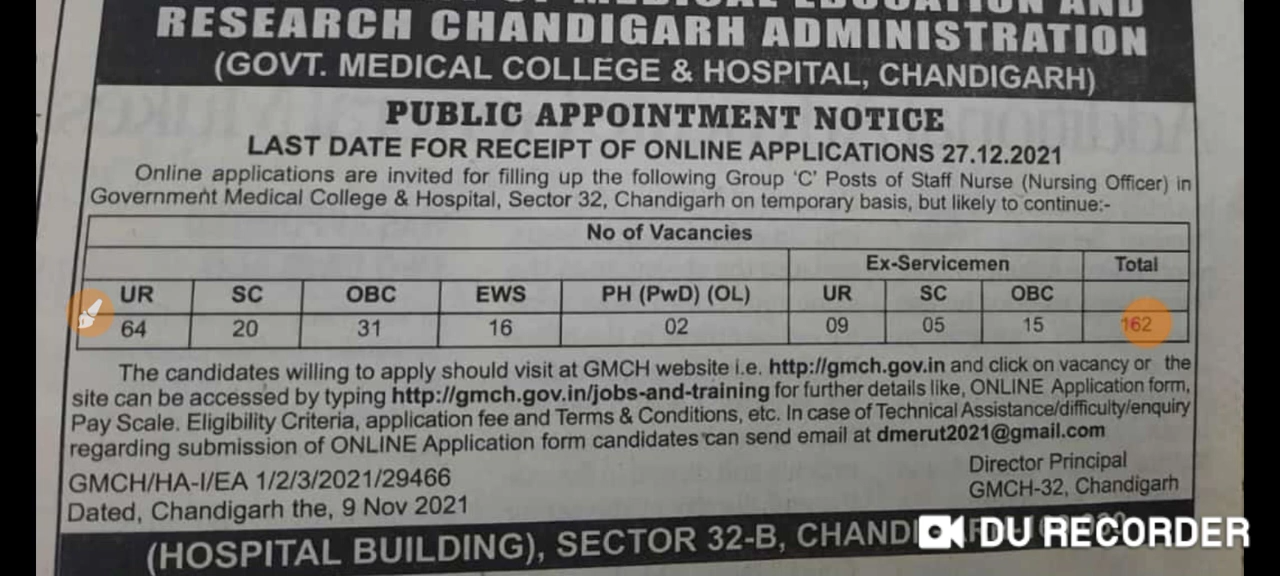 OF MEDICAL EDUCATION AND
RESEARCH CHANDIGARH ADMINISTRATION
(GOVT. MEDICAL COLLEGE & HOSPITAL, CHANDIGARH)
PUBLIC APPOINTMENT NOTICE
LAST DATE FOR RECEIPT OF ONLINE APPLICATIONS 27.12.2021
Online applications are invited for filling up the following Group 'C' Posts of Staff Nurse (Nursing Officer) in
Government Medical College & Hospital, Sector 32, Chandigarh on temporary basis, but likely to continue:-
No of Vacancies
Ex-Servicemen Total
UR SC OBC EWS PH (PwD) (OL) UR SC OBC
64 20 31 16 02 09 05 15 162
The candidates willing to apply should visit at GMCH website i.e. http://gmch.gov.in and click on vacancy or the
site can be accessed by typing http://gmch.gov.in/jobs-and-training for further details like, ONLINE Application form,
Pay Scale. Eligibility Criteria, application fee and Terms & Conditions, etc. In case of Technical Assistance/difficulty/enquiry
regarding submission of ONLINE Application form candidates can send email at dmerut2021@gmail.com
GMCH/HA-I/EA 1/2/3/2021/29466
Director Principal
Dated, Chandigarh the, 9 Nov 2021
GMCH-32, Chandigarh
(HOSPITAL BUILDING), SECTOR 32-B,
DU RECORDER